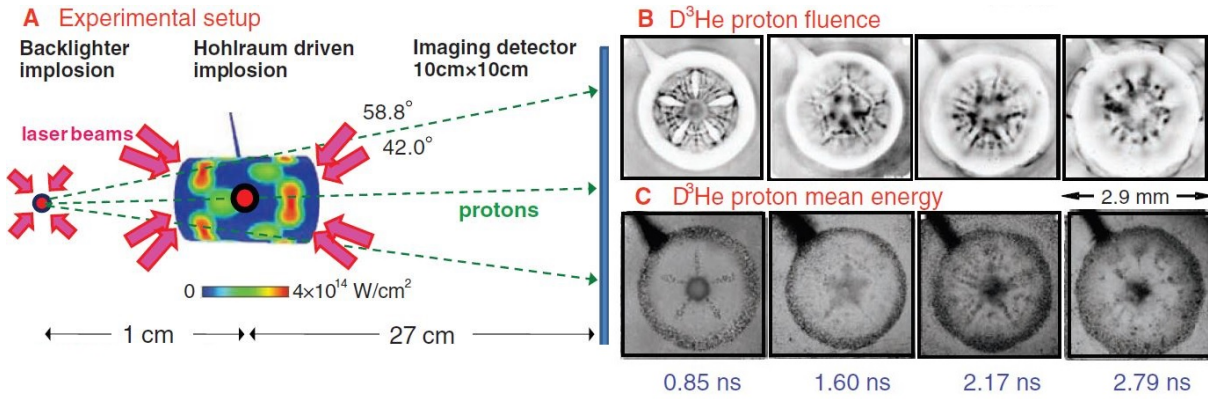 A Experimental setup
Backlighter implosion
Hohlraum driven implosion
Imaging detector 10cm×10cm
laser beams
58.8°
42.0°
protons
0
4×10¹⁴ W/cm²
1 cm
27 cm
B D³He proton fluence
2.9 mm
C D³He proton mean energy
0.85 ns
1.60 ns
2.17 ns
2.79 ns